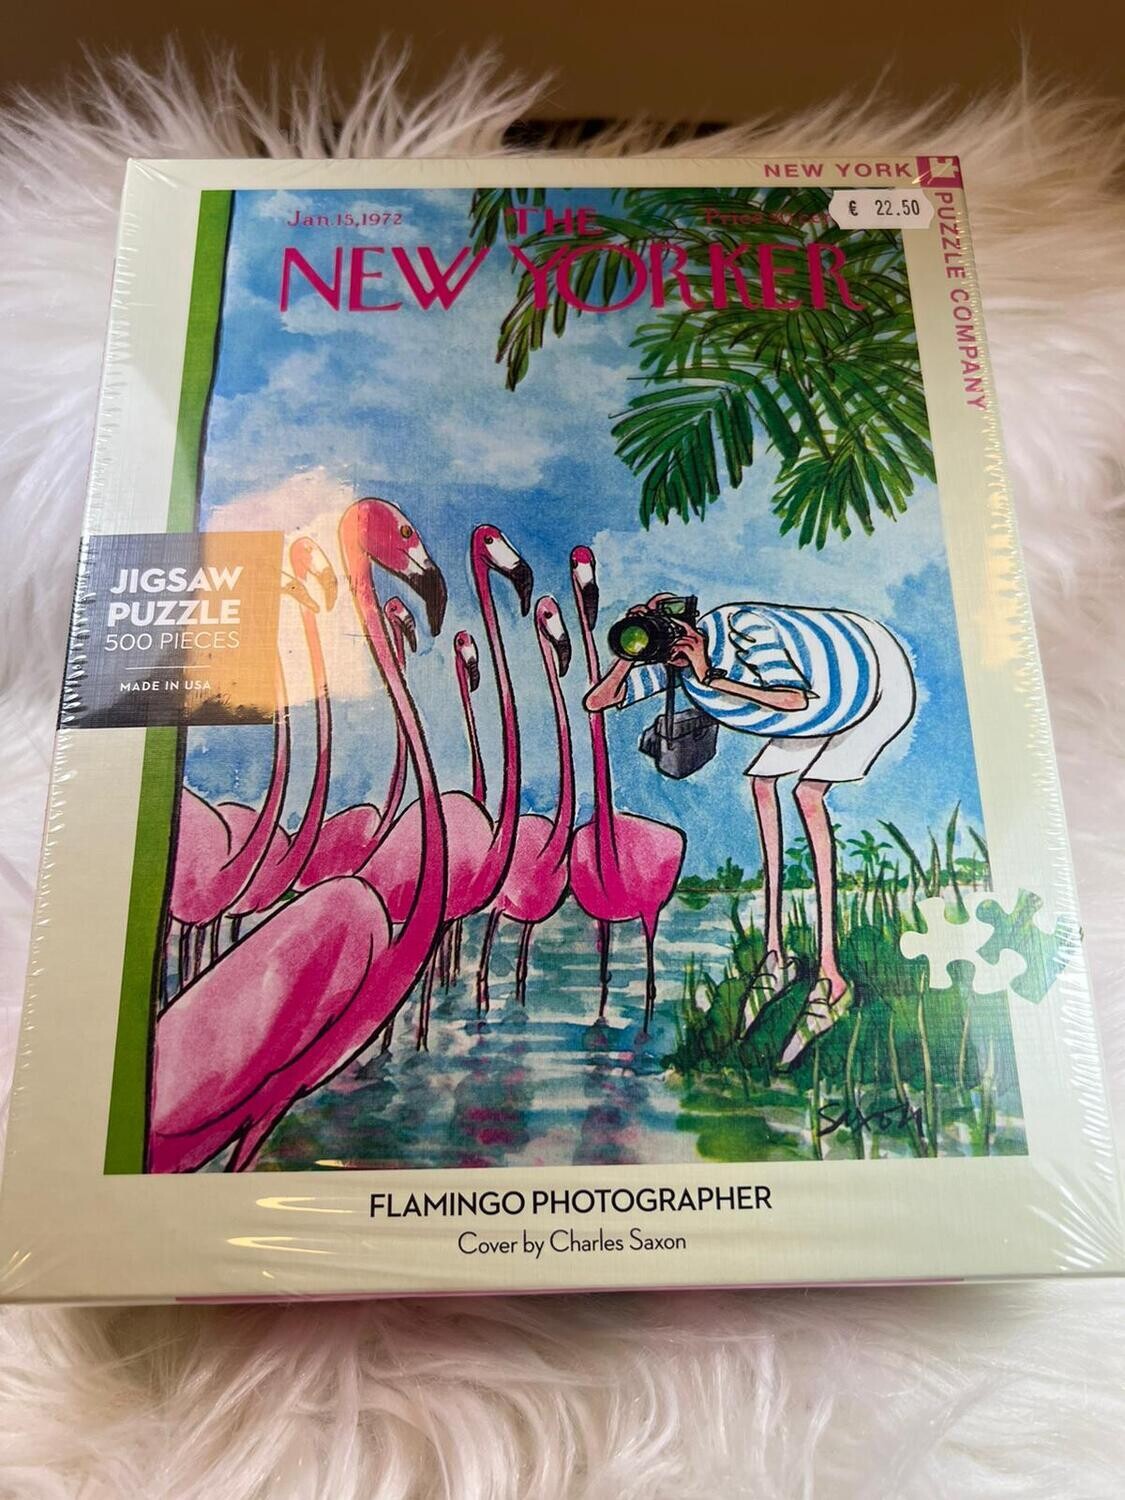 NEW YORK
PUZZLE COMPANY
€ 22.50
Jan.15,1972
THE
Price
NEW YORKER
JIGSAW
PUZZLE
500 PIECES
MADE IN USA
Saxon
FLAMINGO PHOTOGRAPHER
Cover by Charles Saxon